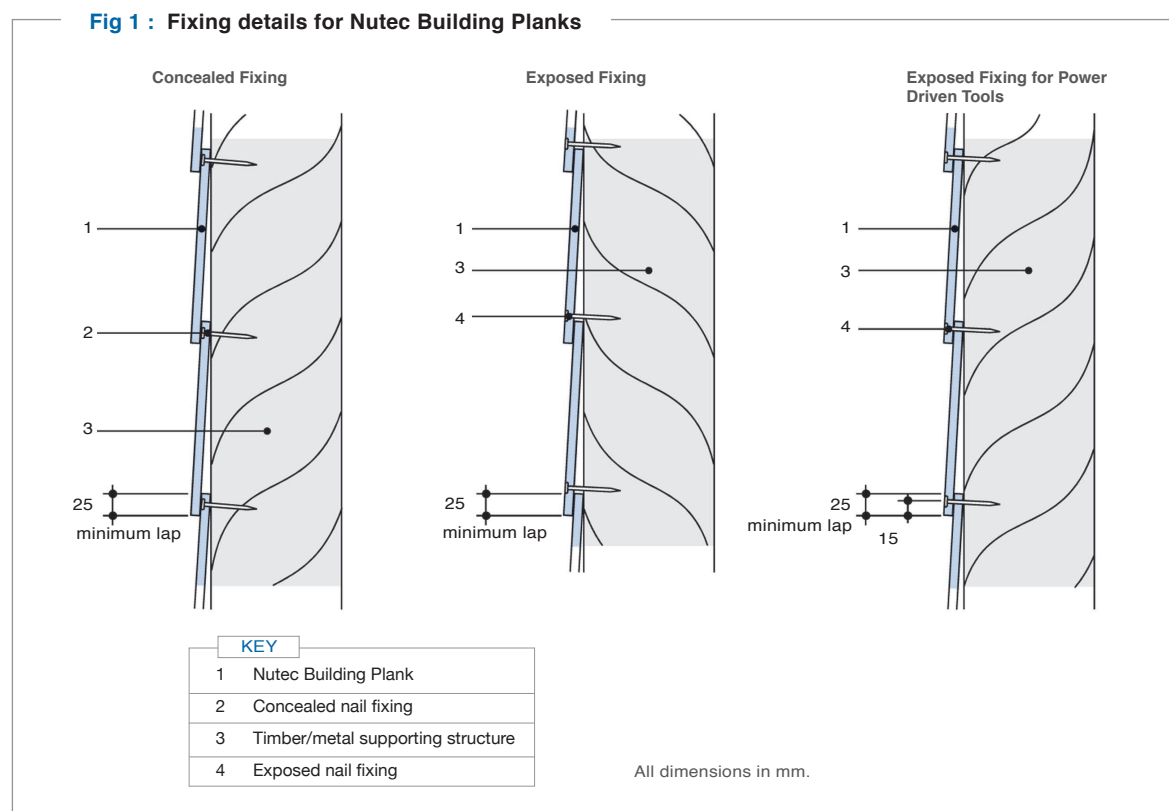 Fig 1 : Fixing details for Nutec Building Planks
Concealed Fixing
1
2
3
25
minimum lap
Exposed Fixing
1
3
4
25
minimum lap
Exposed Fixing for Power
Driven Tools
1
3
4
25
minimum lap
15
KEY
1 Nutec Building Plank
2 Concealed nail fixing
3 Timber/metal supporting structure
4 Exposed nail fixing
All dimensions in mm.